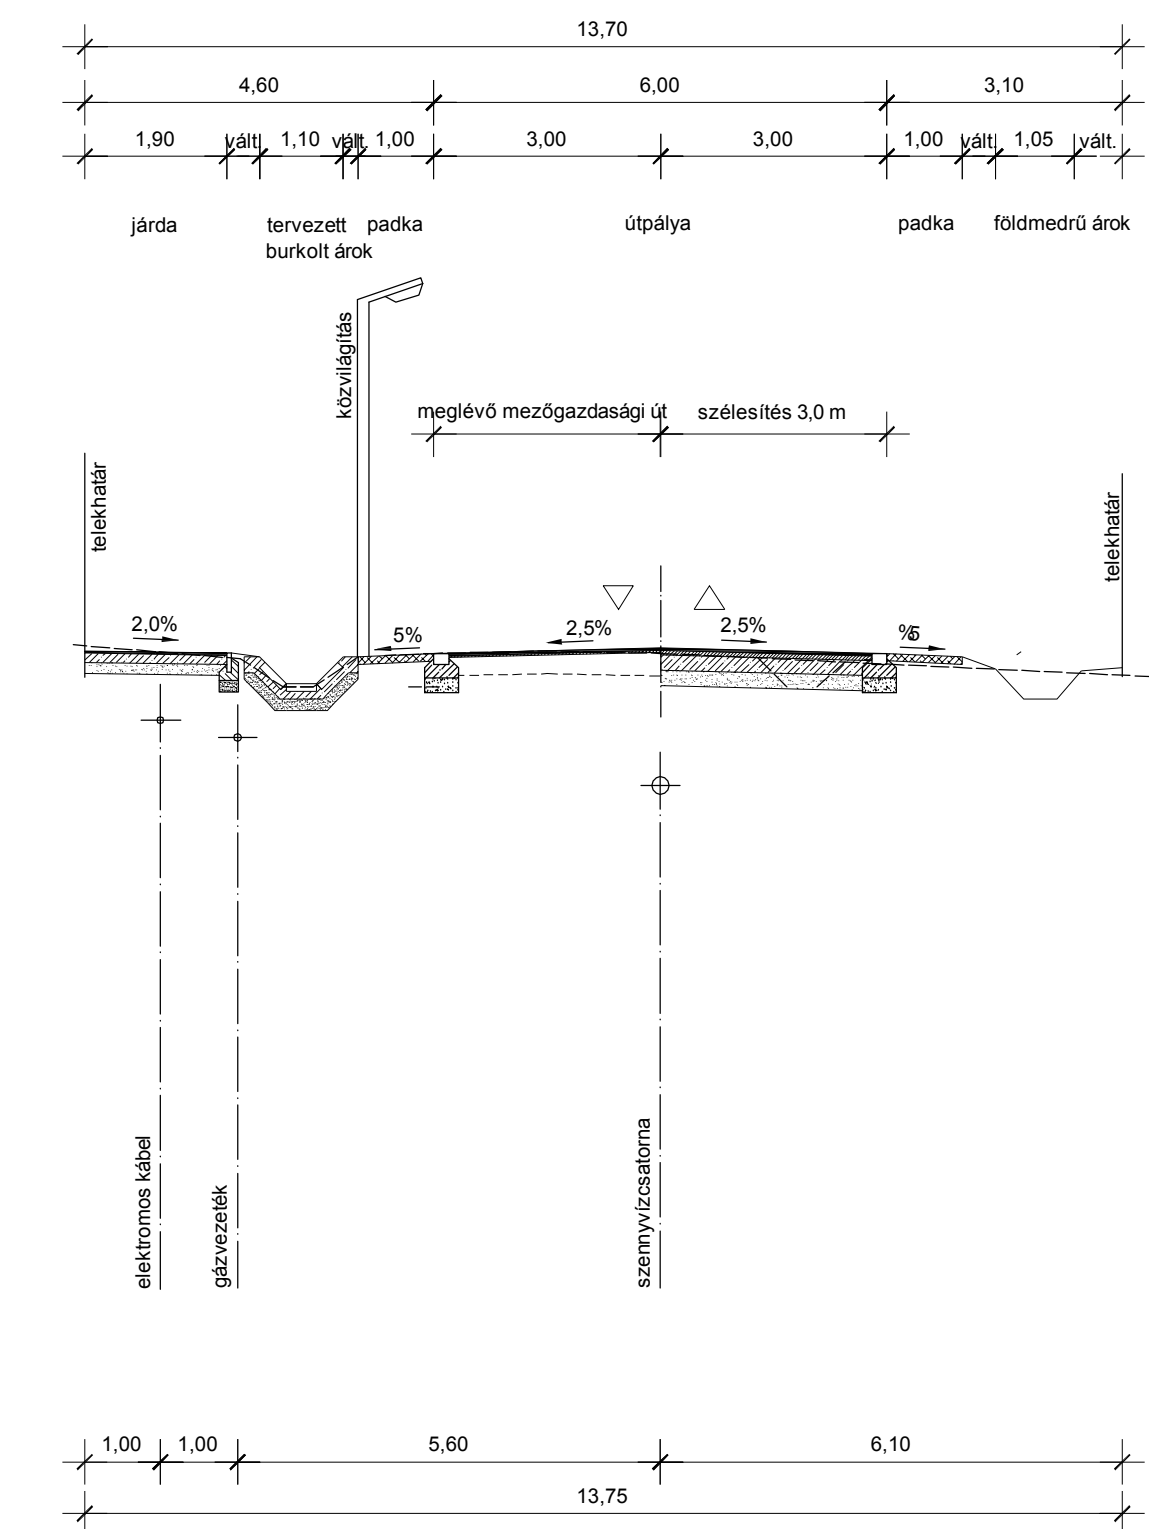 13,70
4,60 6,00 3,10
1,90 vált. 1,10 vált. 1,00 3,00 3,00 1,00 vált. 1,05 vált.
járda tervezett padka útpálya padka földmedrű árok
burkolt árok
közvilágítás
meglévő mezőgazdasági út szélesítés 3,0 m
telekhatár
telekhatár
2,0% 5% 2,5% 2,5% %5
elektromos kábel
gázvezeték
szennyvízcsatorna
1,00 1,00 5,60 6,10
13,75